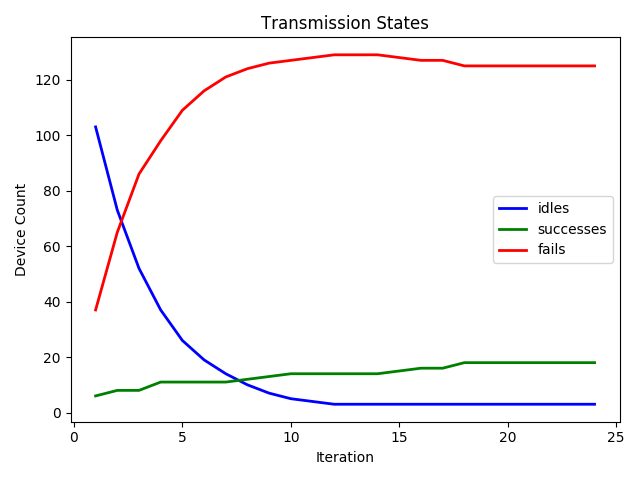 Transmission States
Device Count
120
100
80
60
40
20
0
idles
successes
fails
0 5 10 15 20 25
Iteration